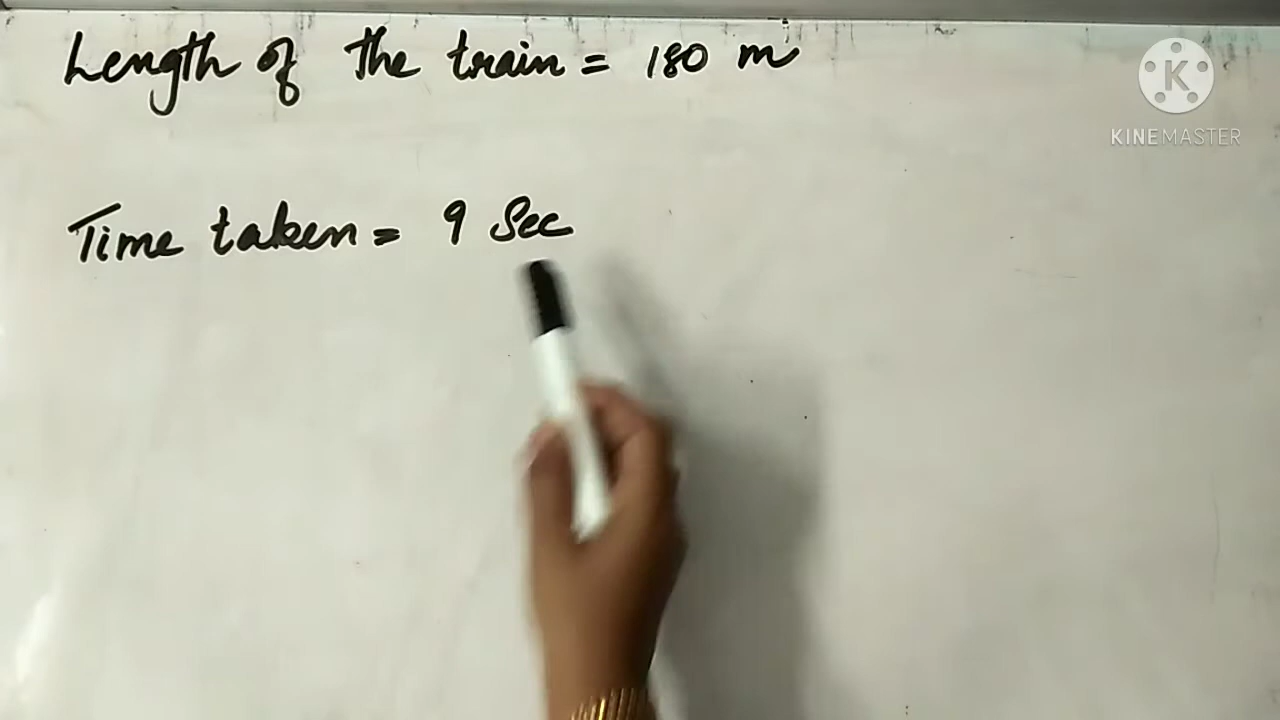 Length of the train = 180 m
K
KINEMASTER
Time taken = 9 Sec